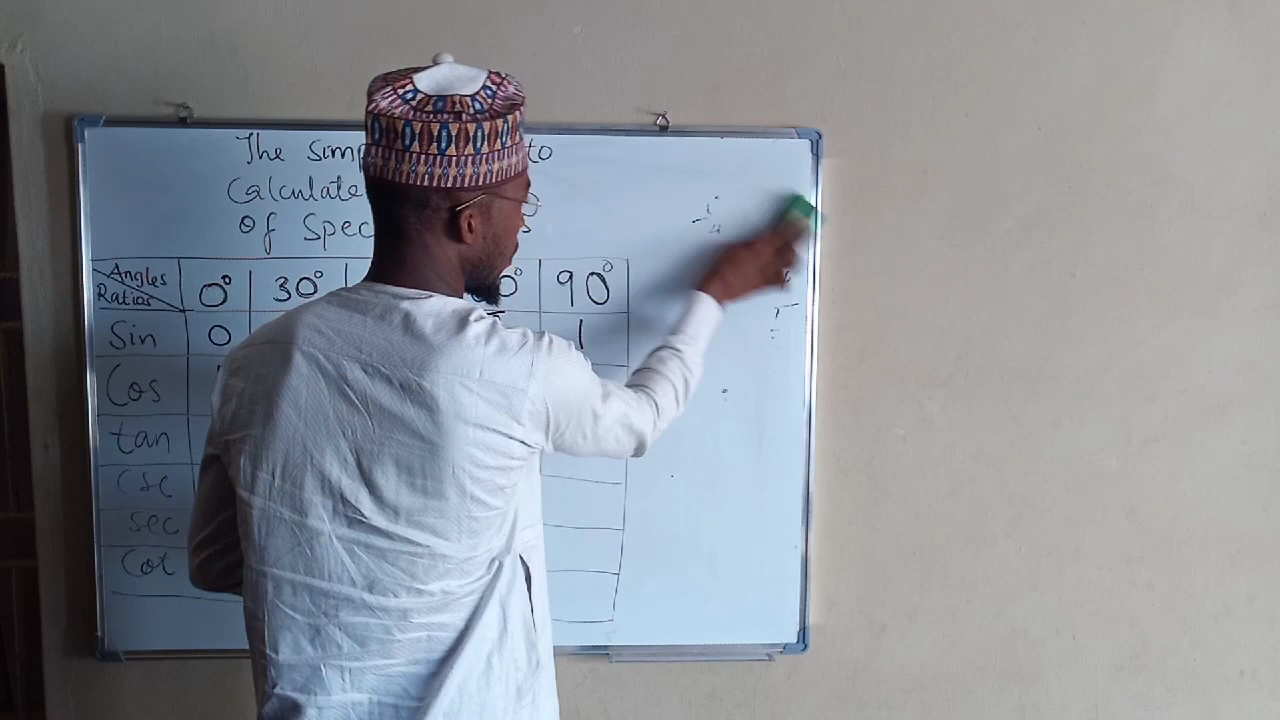 The simp to
Calculate
Of Spec s
Angles 0° 30° 0° 90°
Ratios
Sin 0 1
Cos
tan
Csc
sec
Cot